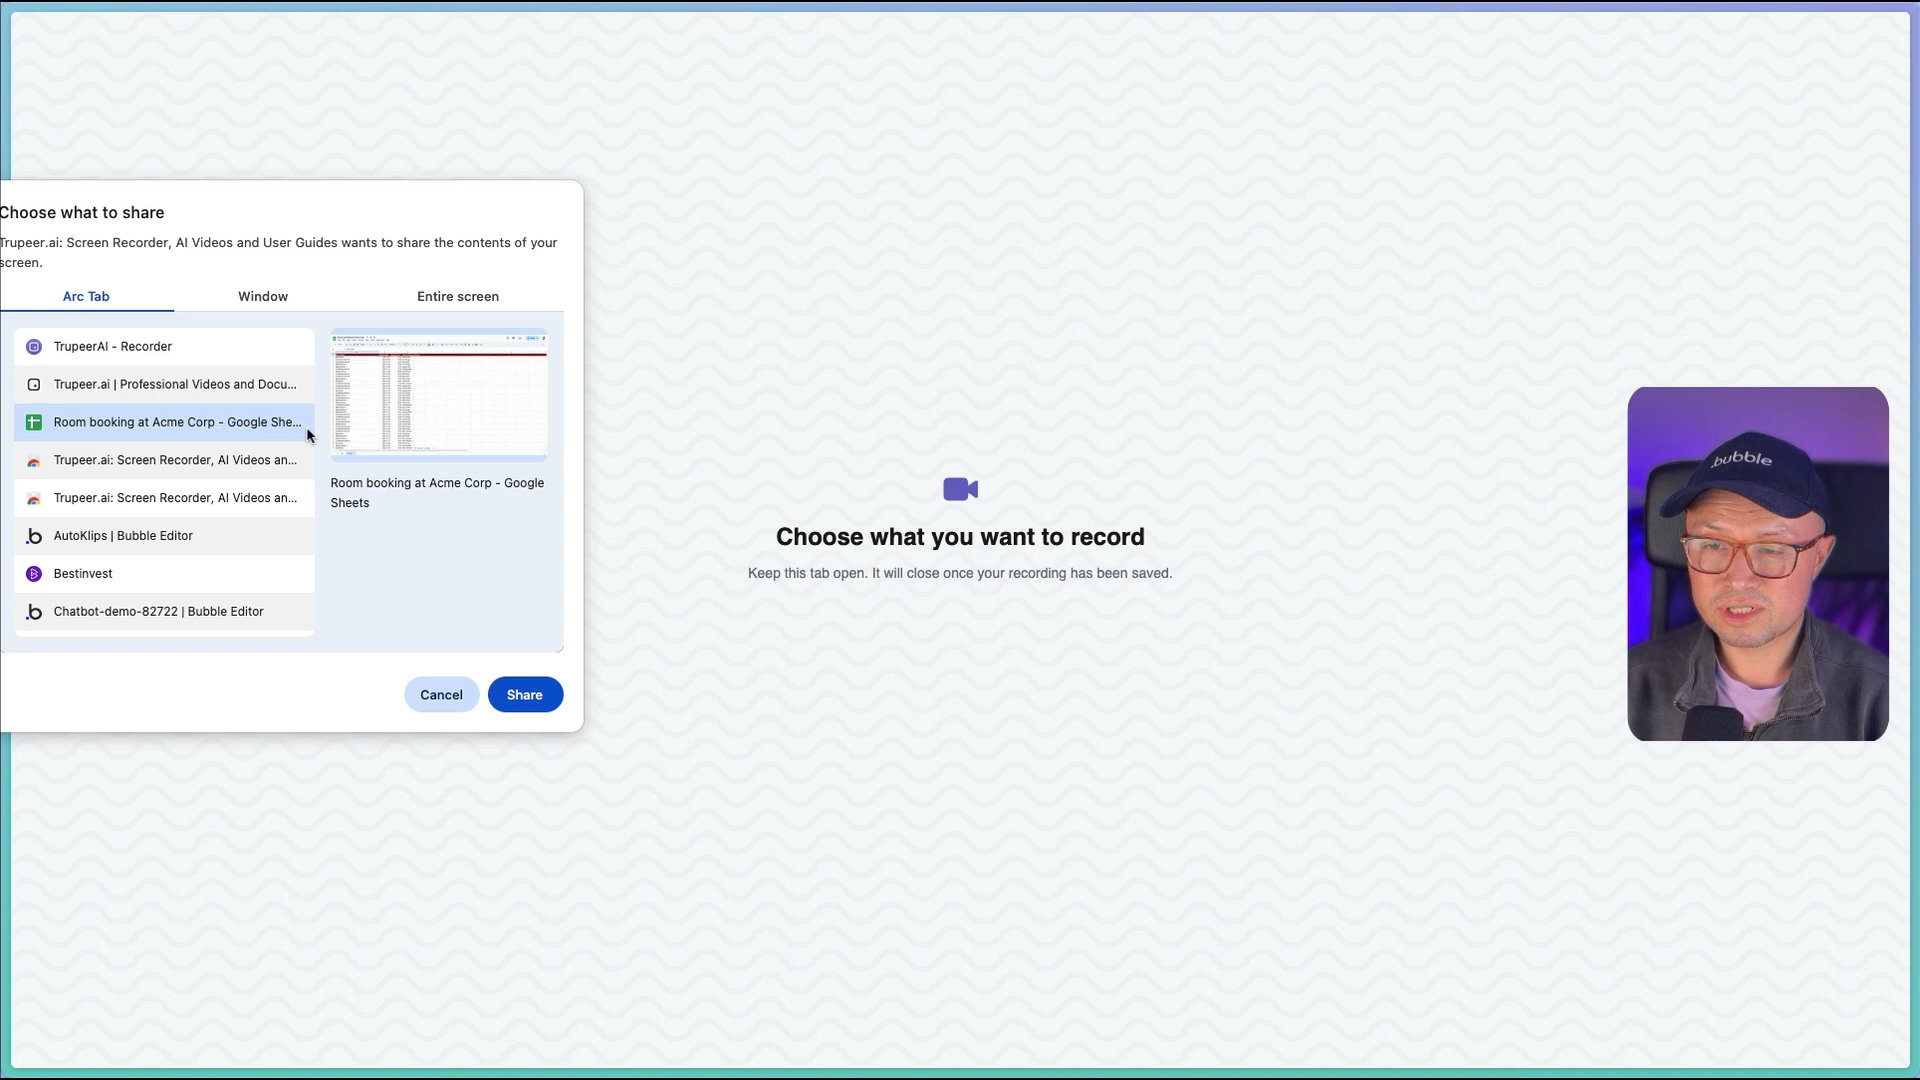 Choose what to share
Trupeer.ai: Screen Recorder, AI Videos and User Guides wants to share the contents of your
screen.
Arc Tab
Window
Entire screen
TrupeerAI - Recorder
Trupeer.ai | Professional Videos and Docu...
Room booking at Acme Corp - Google She...
Trupeer.ai: Screen Recorder, AI Videos an...
Trupeer.ai: Screen Recorder, AI Videos an...
AutoKlips | Bubble Editor
Bestinvest
Chatbot-demo-82722 | Bubble Editor
Room booking at Acme Corp - Google
Sheets
Cancel
Share
Choose what you want to record
Keep this tab open. It will close once your recording has been saved.
.bubble